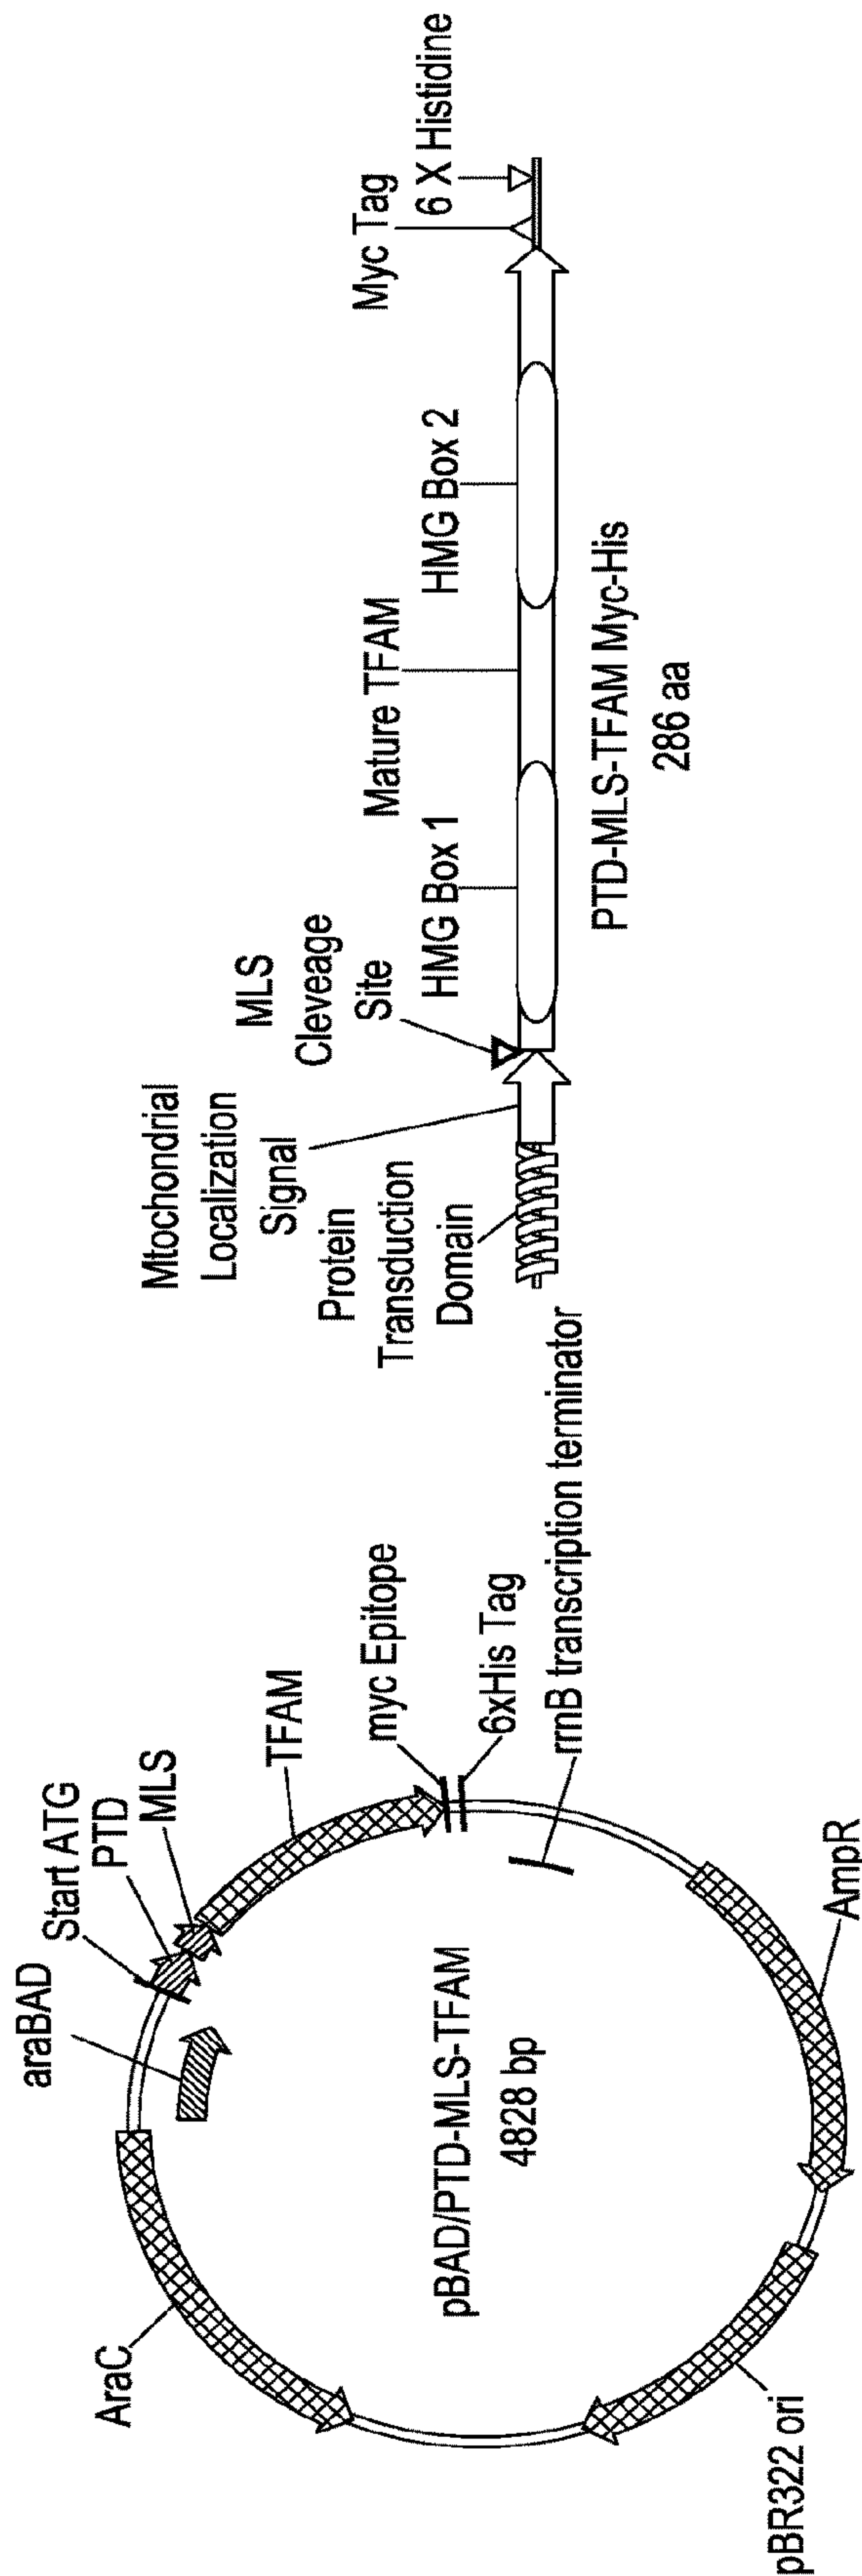 araBAD
Start ATG
PTD
MLS
TFAM
myc Epitope
6xHis Tag
rrnB transcription terminator
AmpR
pBR322 ori
AraC
pBAD/PTD-MLS-TFAM
4828 bp
Mtochondrial
Localization
Signal
Protein
Transduction
Domain
MLS
Cleveage
Site
HMG Box 1
Mature TFAM
HMG Box 2
Myc Tag
6 X Histidine
PTD-MLS-TFAM Myc-His
286 aa